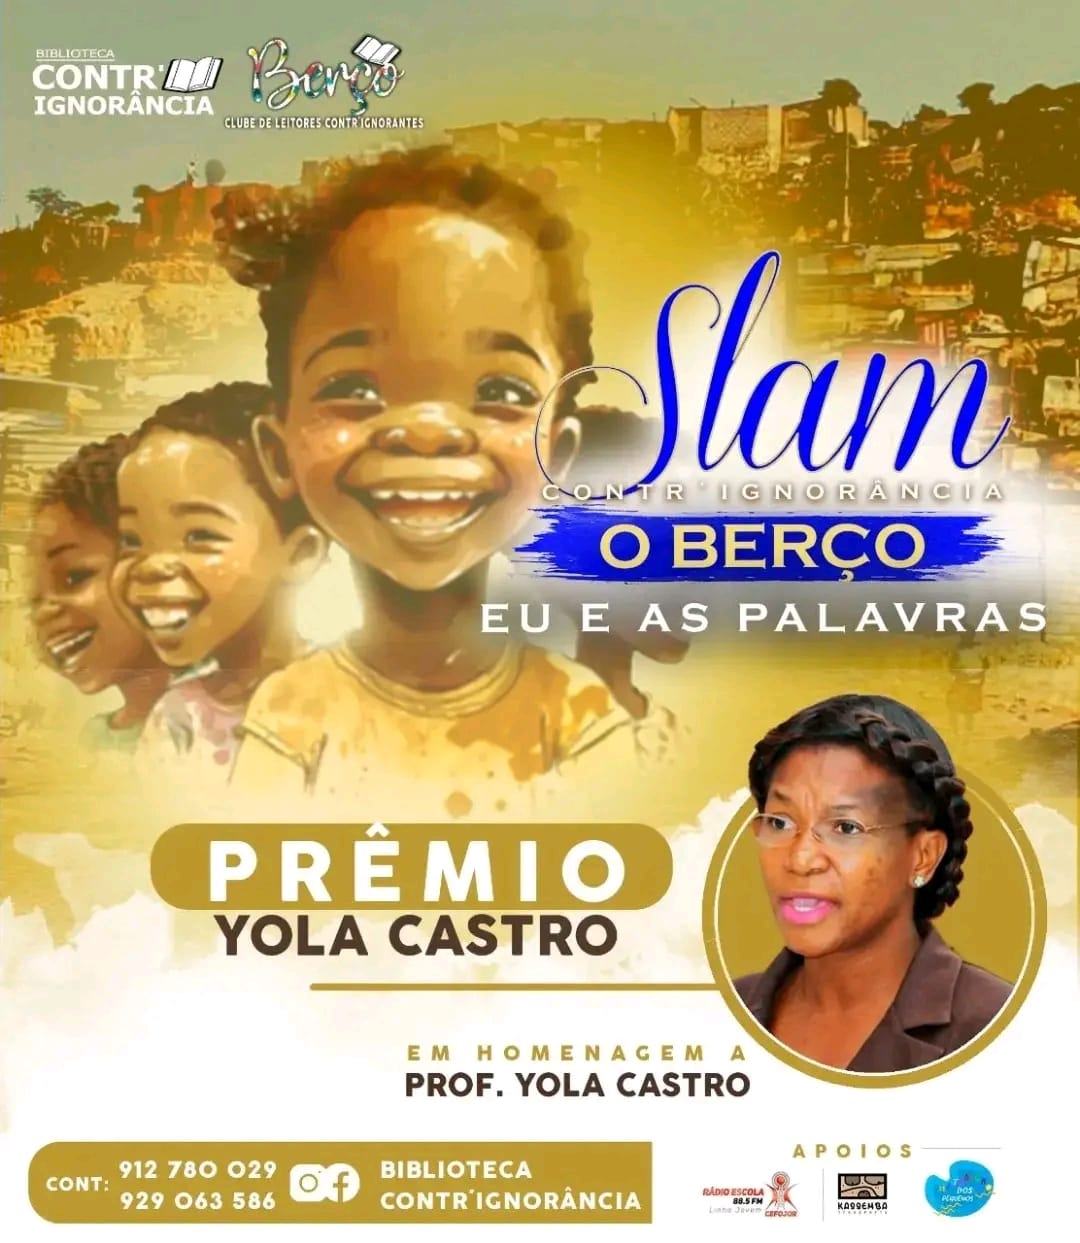 BIBLIOTECA
CONTR'
IGNORÂNCIA
Berço
CLUBE DE LEITORES CONTR'IGNORANTES
Slam
CONTR'IGNORÂNCIA
O BERÇO
EU E AS PALAVRAS
PRÊMIO
YOLA CASTRO
EM HOMENAGEM A
PROF. YOLA CASTRO
CONT: 912 780 029
929 063 586
BIBLIOTECA
CONTR'IGNORÂNCIA
APOIOS
RÁDIO ESCOLA
88.5 FM
Linha Jovem
CEFOJOR
KASSEMBA
DOS
PEQUENOS